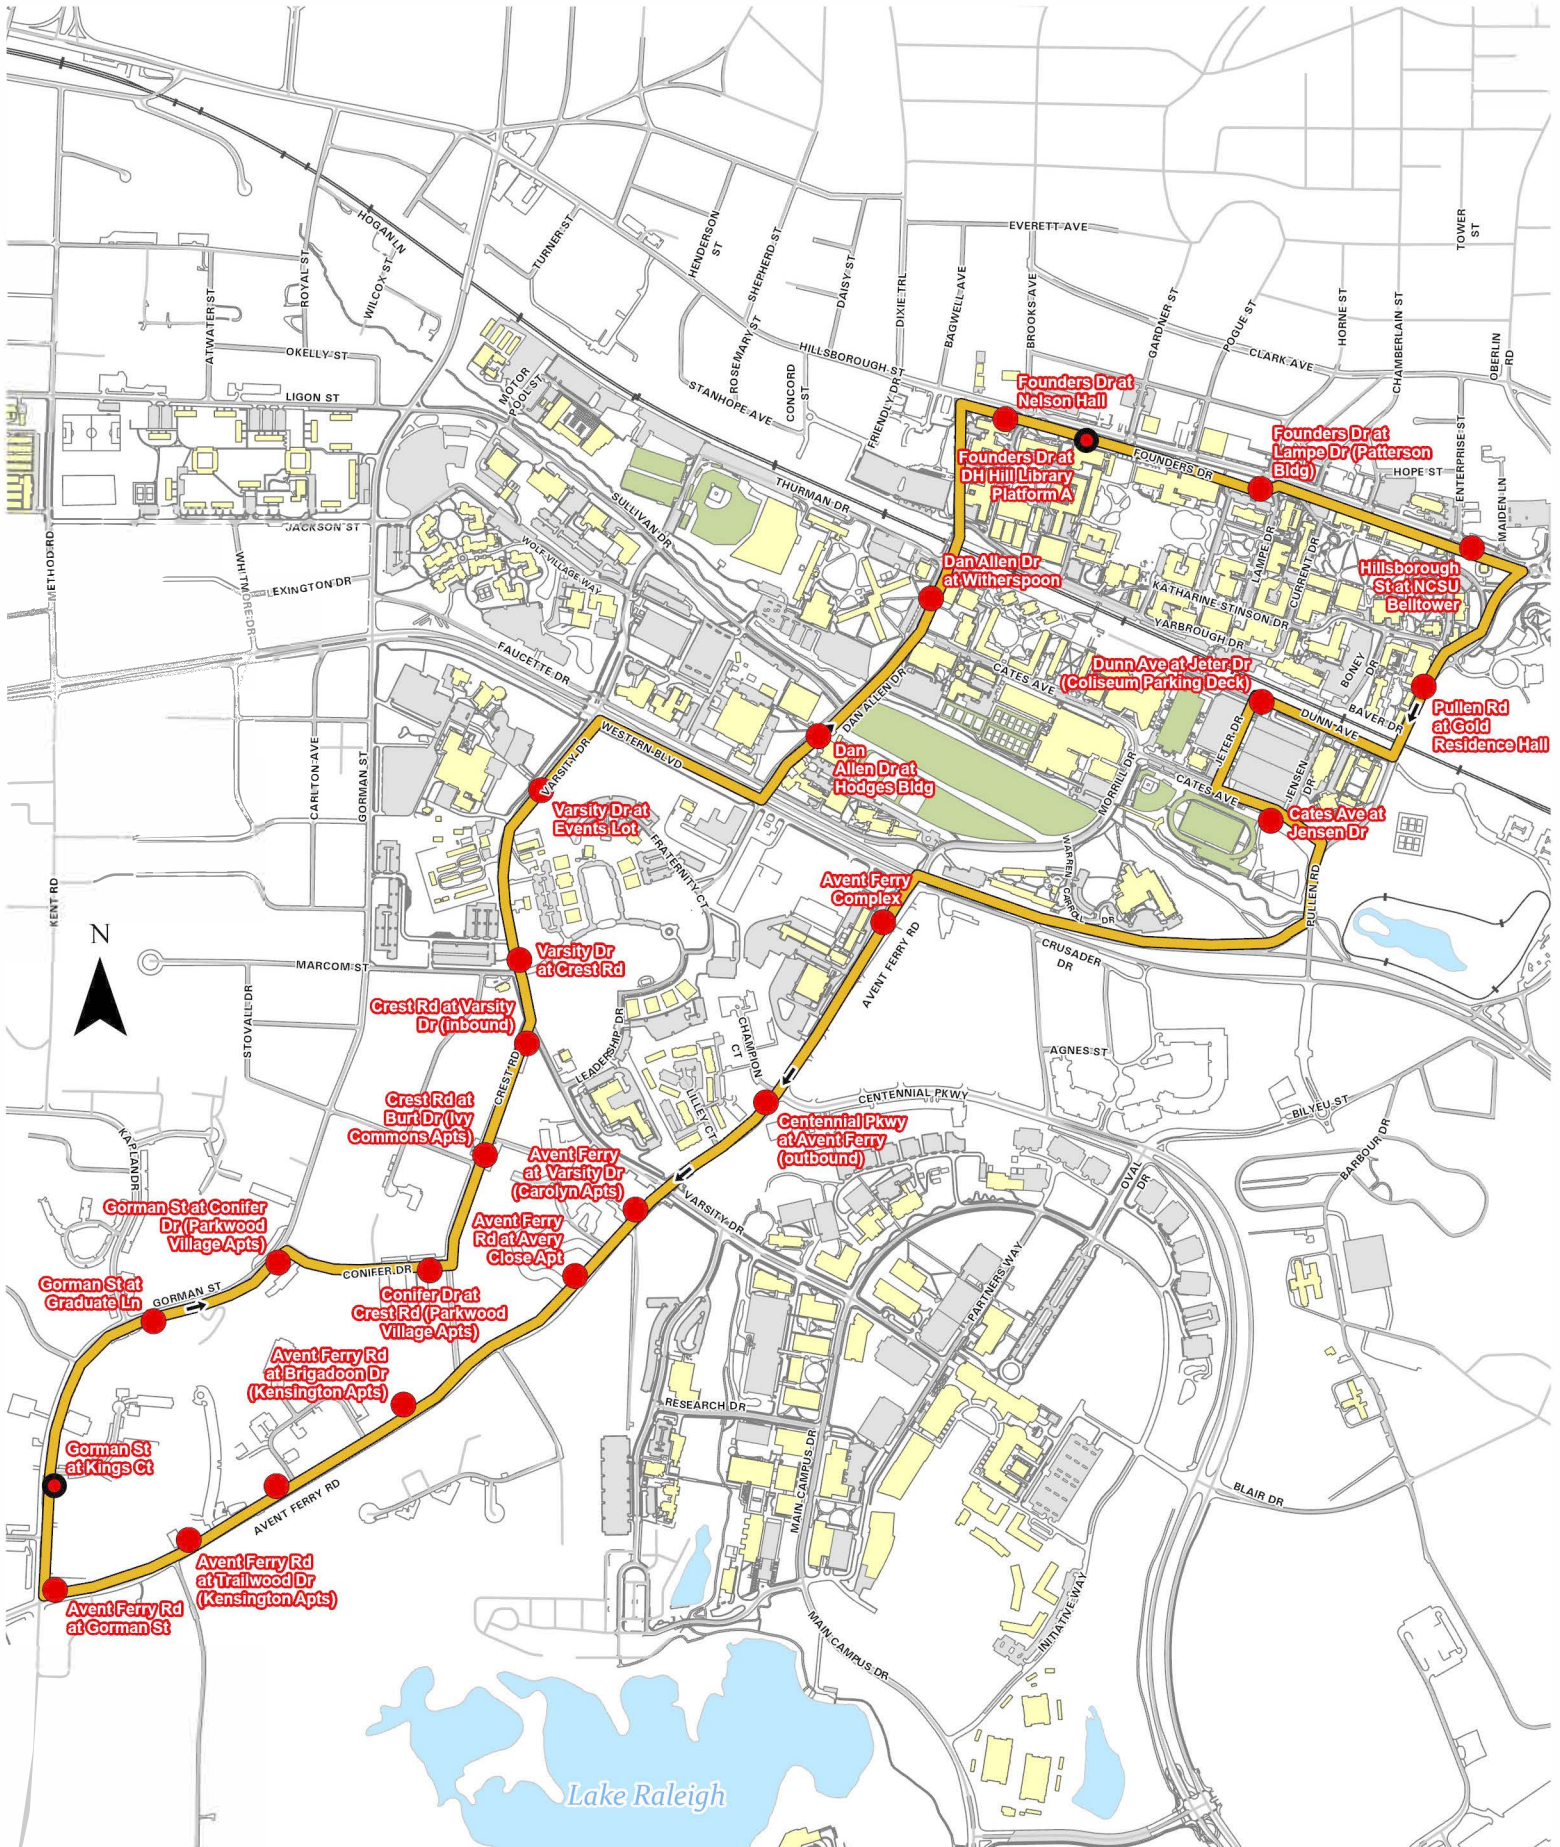 HOGAN LN
TURNER ST
HENDERSON
ST
SHEPHERD ST
DAISY ST
EVERETT AVE
TOWER
ST
ATWATER ST
ROYAL ST
WILCOX ST
DIXIE TRL
BAGWELL AVE
BROOKS AVE
GARDNER ST
POGUE ST
HORNE ST
CHAMBERLAIN ST
OBERLIN
RD
OKELLY ST
ROSEMARY ST
HILLSBOROUGH ST
CLARK AVE
LIGON ST
MOTOR
POOL ST
STANHOPE AVE
CONCORD
ST
FRIENDLY DR
Founders Dr at
Nelson Hall
Founders Dr at
DH Hill Library
Platform A
FOUNDERS DR
Founders Dr at
Lampe Dr (Patterson
Bldg)
HOPE ST
ENTERPRISE ST
MAIDEN LN
THURMAN DR
SULLIVAN DR
JACKSON ST
METHOD RD
WHITMORE DR
LEXINGTON DR
WOLF VILLAGE WAY
Dan Allen Dr
at Witherspoon
LAMPE DR
CURRENT DR
Hillsborough
St at NCSU
Belltower
KATHARINE STINSON DR
YARBROUGH DR
FAUCETTE DR
CATES AVE
Dunn Ave at Jeter Dr
(Coliseum Parking Deck)
BONEY
DR
BAVER DR
DUNN AVE
Pullen Rd
at Gold
Residence Hall
DAN ALLEN DR
WESTERN BLVD
VARSITY DR
Dan
Allen Dr at
Hodges Bldg
JETER DR
JENSEN
DR
MORRILL DR
CATES AVE
Cates Ave at
Jensen Dr
CARLTON AVE
GORMAN ST
Varsity Dr at
Events Lot
FRATERNITY CT
WARREN CARROLL DR
KENT RD
Avent Ferry
Complex
PULLEN RD
N
AVENT FERRY RD
CRUSADER
DR
MARCOM ST
Varsity Dr
at Crest Rd
STOVALL DR
Crest Rd at Varsity
Dr (inbound)
LEADERSHIP DR
CHAMPION
CT
AGNES ST
CREST RD
Crest Rd at
Burt Dr (Ivy
Commons Apts)
LILLEY CT
CENTENNIAL PKWY
BILYEU ST
Centennial Pkwy
at Avent Ferry
(outbound)
BARBOUR DR
KAPLAN DR
Avent Ferry
at Varsity Dr
(Carolyn Apts)
OVAL
DR
VARSITY DR
Gorman St at Conifer
Dr (Parkwood
Village Apts)
Avent Ferry
Rd at Avery
Close Apt
PARTNERS WAY
CONIFER DR
Gorman St at
Graduate Ln
GORMAN ST
Conifer Dr at
Crest Rd (Parkwood
Village Apts)
Avent Ferry Rd
at Brigadoon Dr
(Kensington Apts)
RESEARCH DR
Gorman St
at Kings Ct
MAIN CAMPUS DR
BLAIR DR
AVENT FERRY RD
Avent Ferry Rd
at Trailwood Dr
(Kensington Apts)
Avent Ferry Rd
at Gorman St
INITIATIVE WAY
MAIN CAMPUS DR
Lake Raleigh